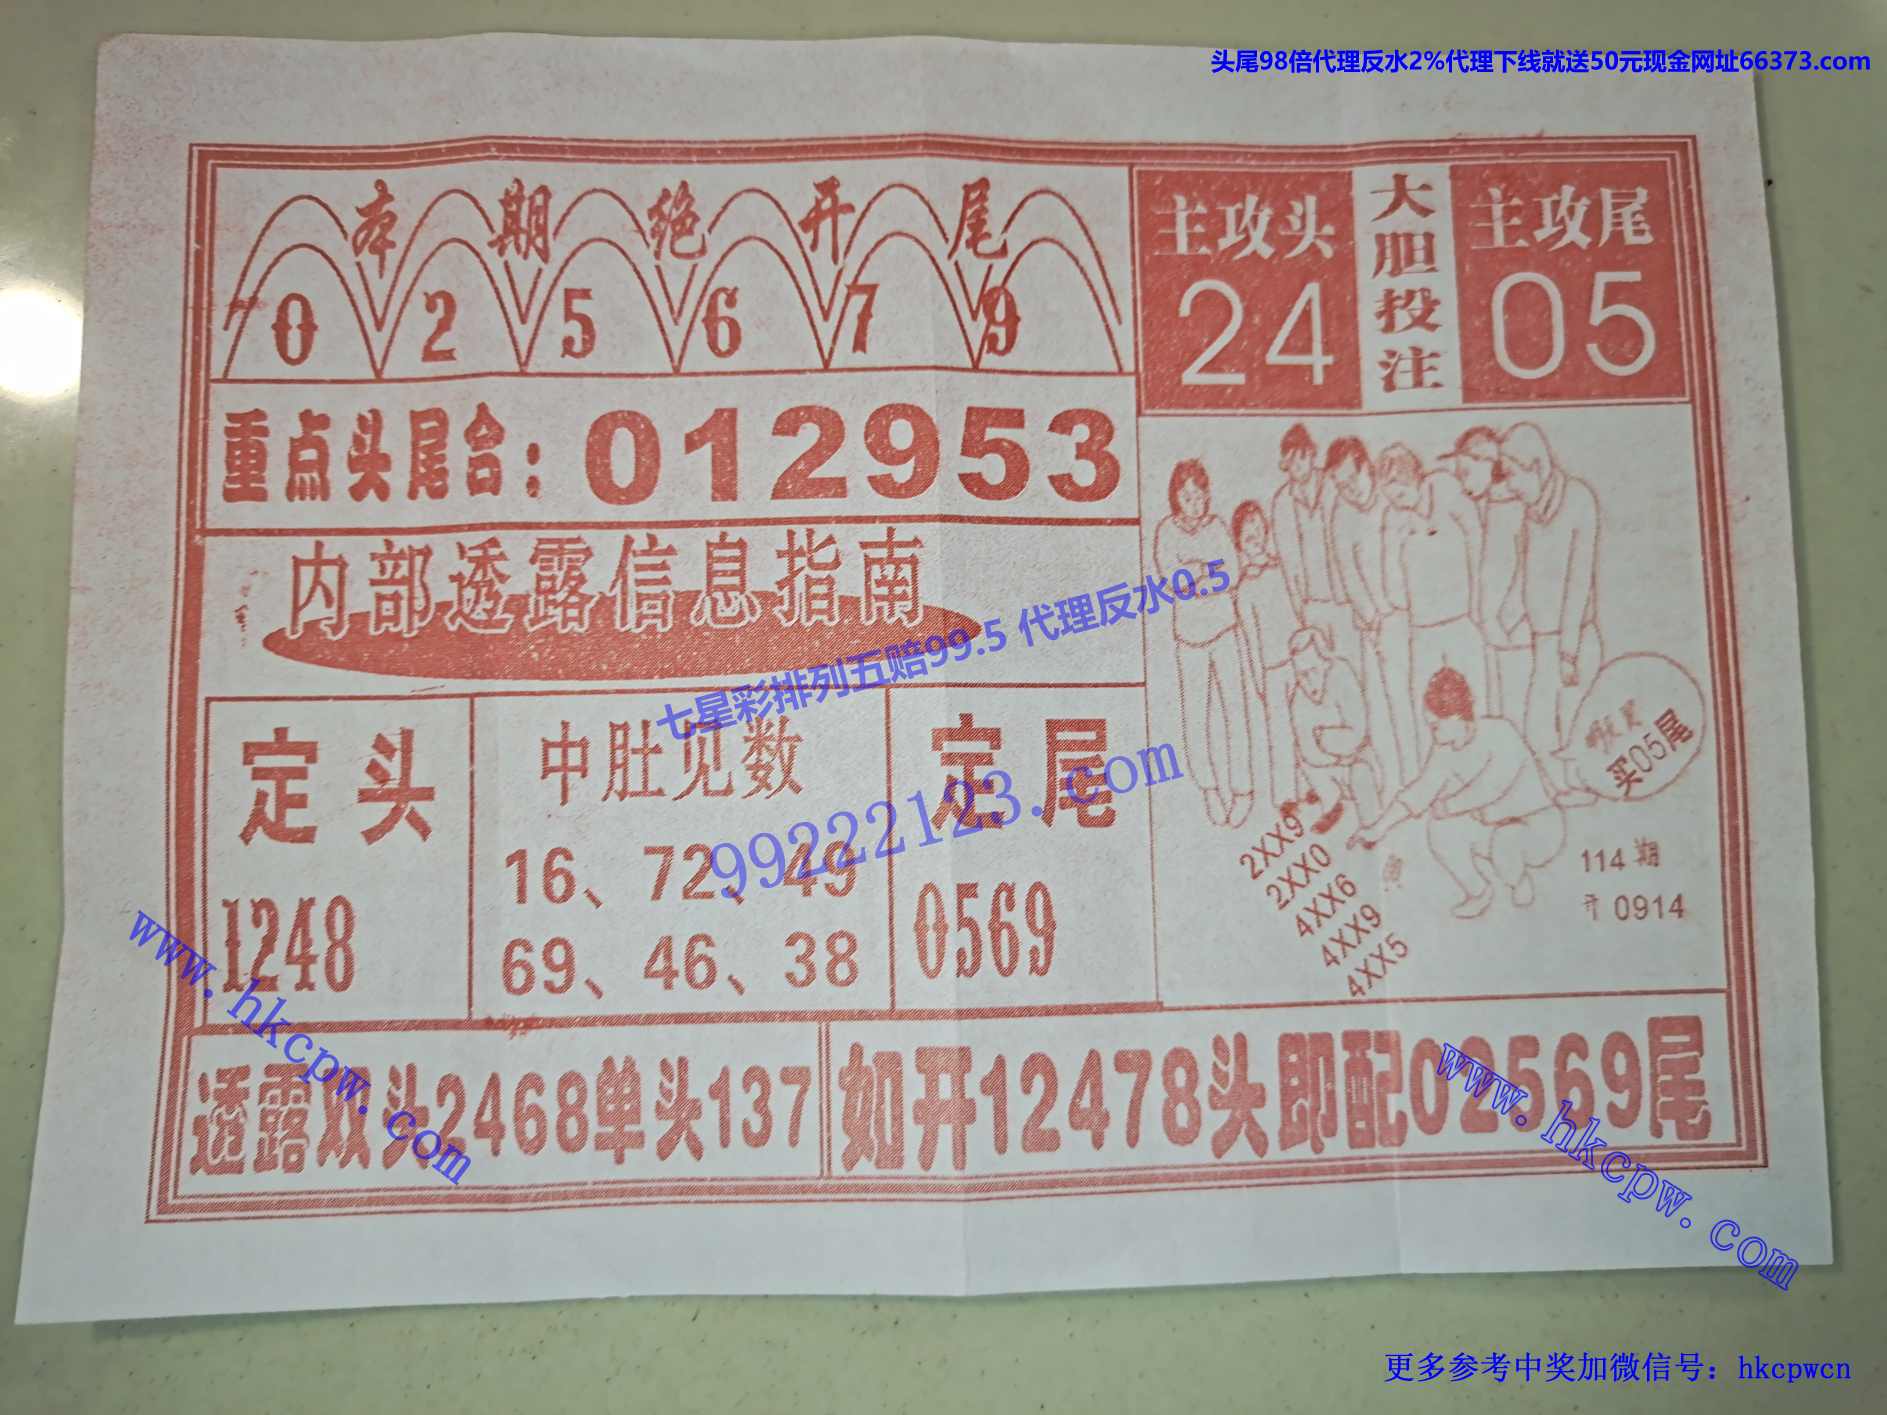 头尾98倍代理反水2%代理下线就送50元现金网址66373.com
本期绝开尾
0 2 5 6 7 9
主攻头
24
大胆投注
主攻尾
05
重点头尾合：012953
内部透露信息指南
七星彩排列五赔99.5 代理反水0.5
99222123.com
定头
1248
中肚见数
16、72、49
69、46、38
定尾
0569
买05尾
2XX9
2XX0
4XX6
4XX9
4XX5
114期
开0914
透露双头2468单头137
如开12478头即配02569尾
www.hkcpw.com
www.hkcpw.com
更多参考中奖加微信号：hkcpwcn